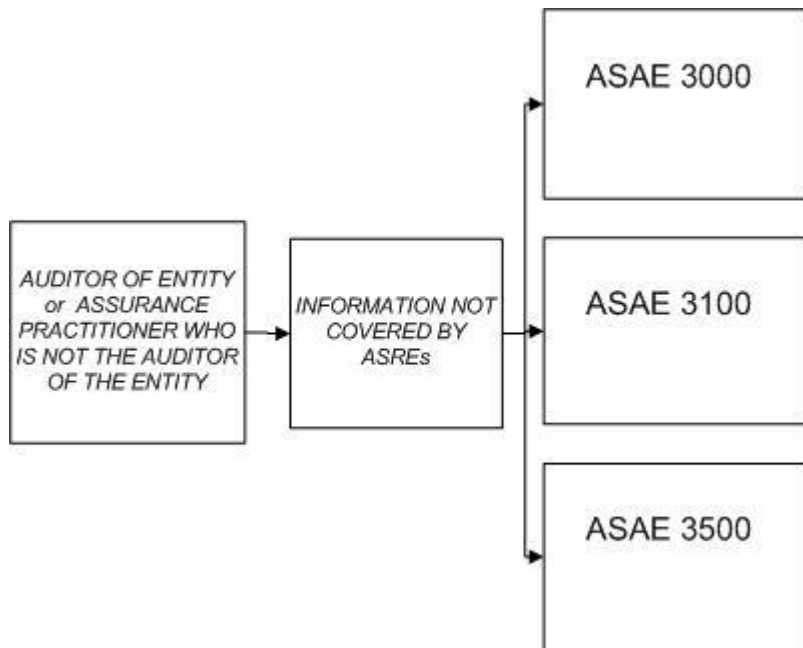 AUDITOR OF ENTITY
or ASSURANCE
PRACTITIONER WHO
IS NOT THE AUDITOR
OF THE ENTITY
INFORMATION NOT
COVERED BY
ASREs
ASAE 3000
ASAE 3100
ASAE 3500